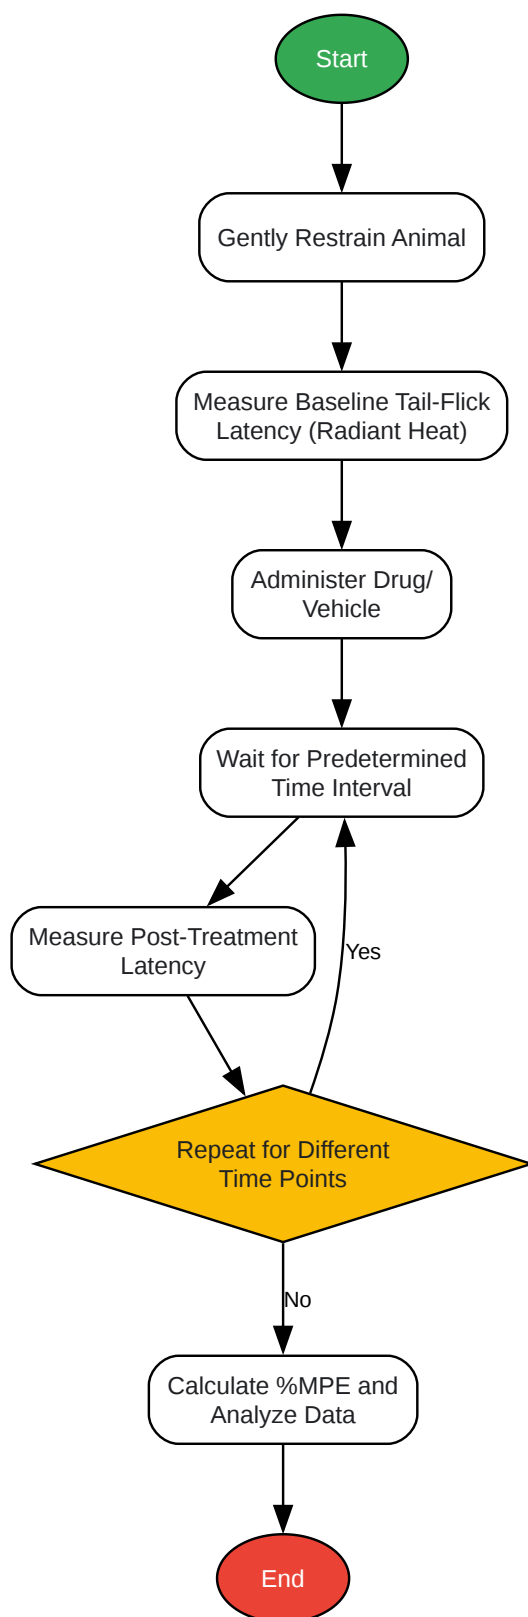 Start
Gently Restrain Animal
Measure Baseline Tail-Flick
Latency (Radiant Heat)
Administer Drug/
Vehicle
Wait for Predetermined
Time Interval
Measure Post-Treatment
Latency
Yes
Repeat for Different
Time Points
No
Calculate %MPE and
Analyze Data
End